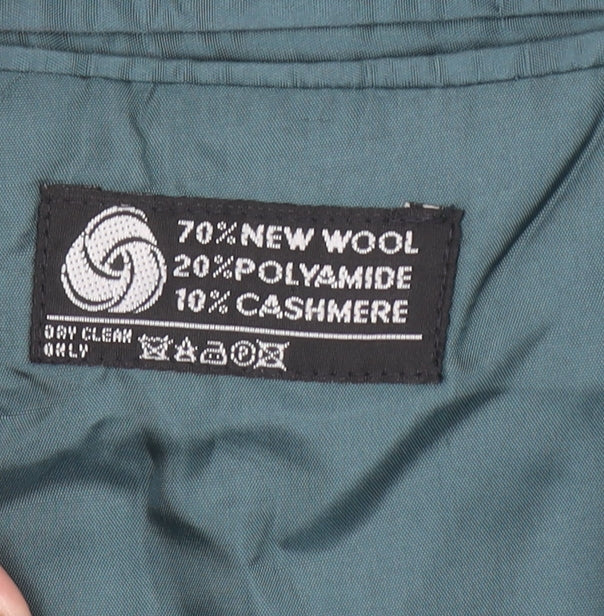 70% NEW WOOL
20% POLYAMIDE
10% CASHMERE
DRY CLEAN
ONLY
P